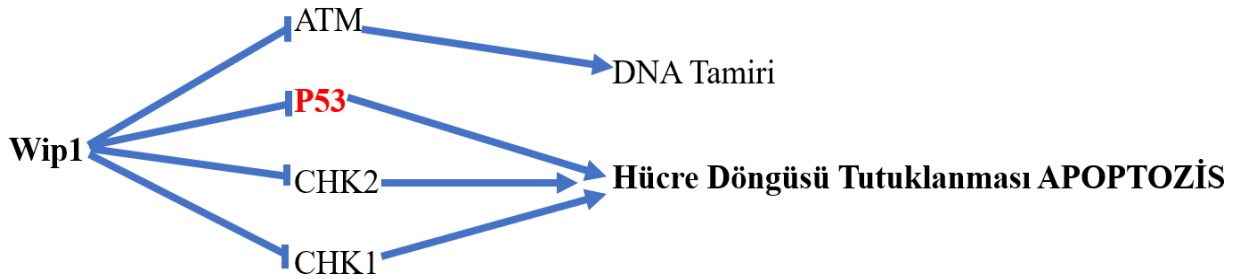 ATM
DNA Tamiri
P53
Wip1
CHK2
Hücre Döngüsü Tutuklanması APOPTOZİS
CHK1